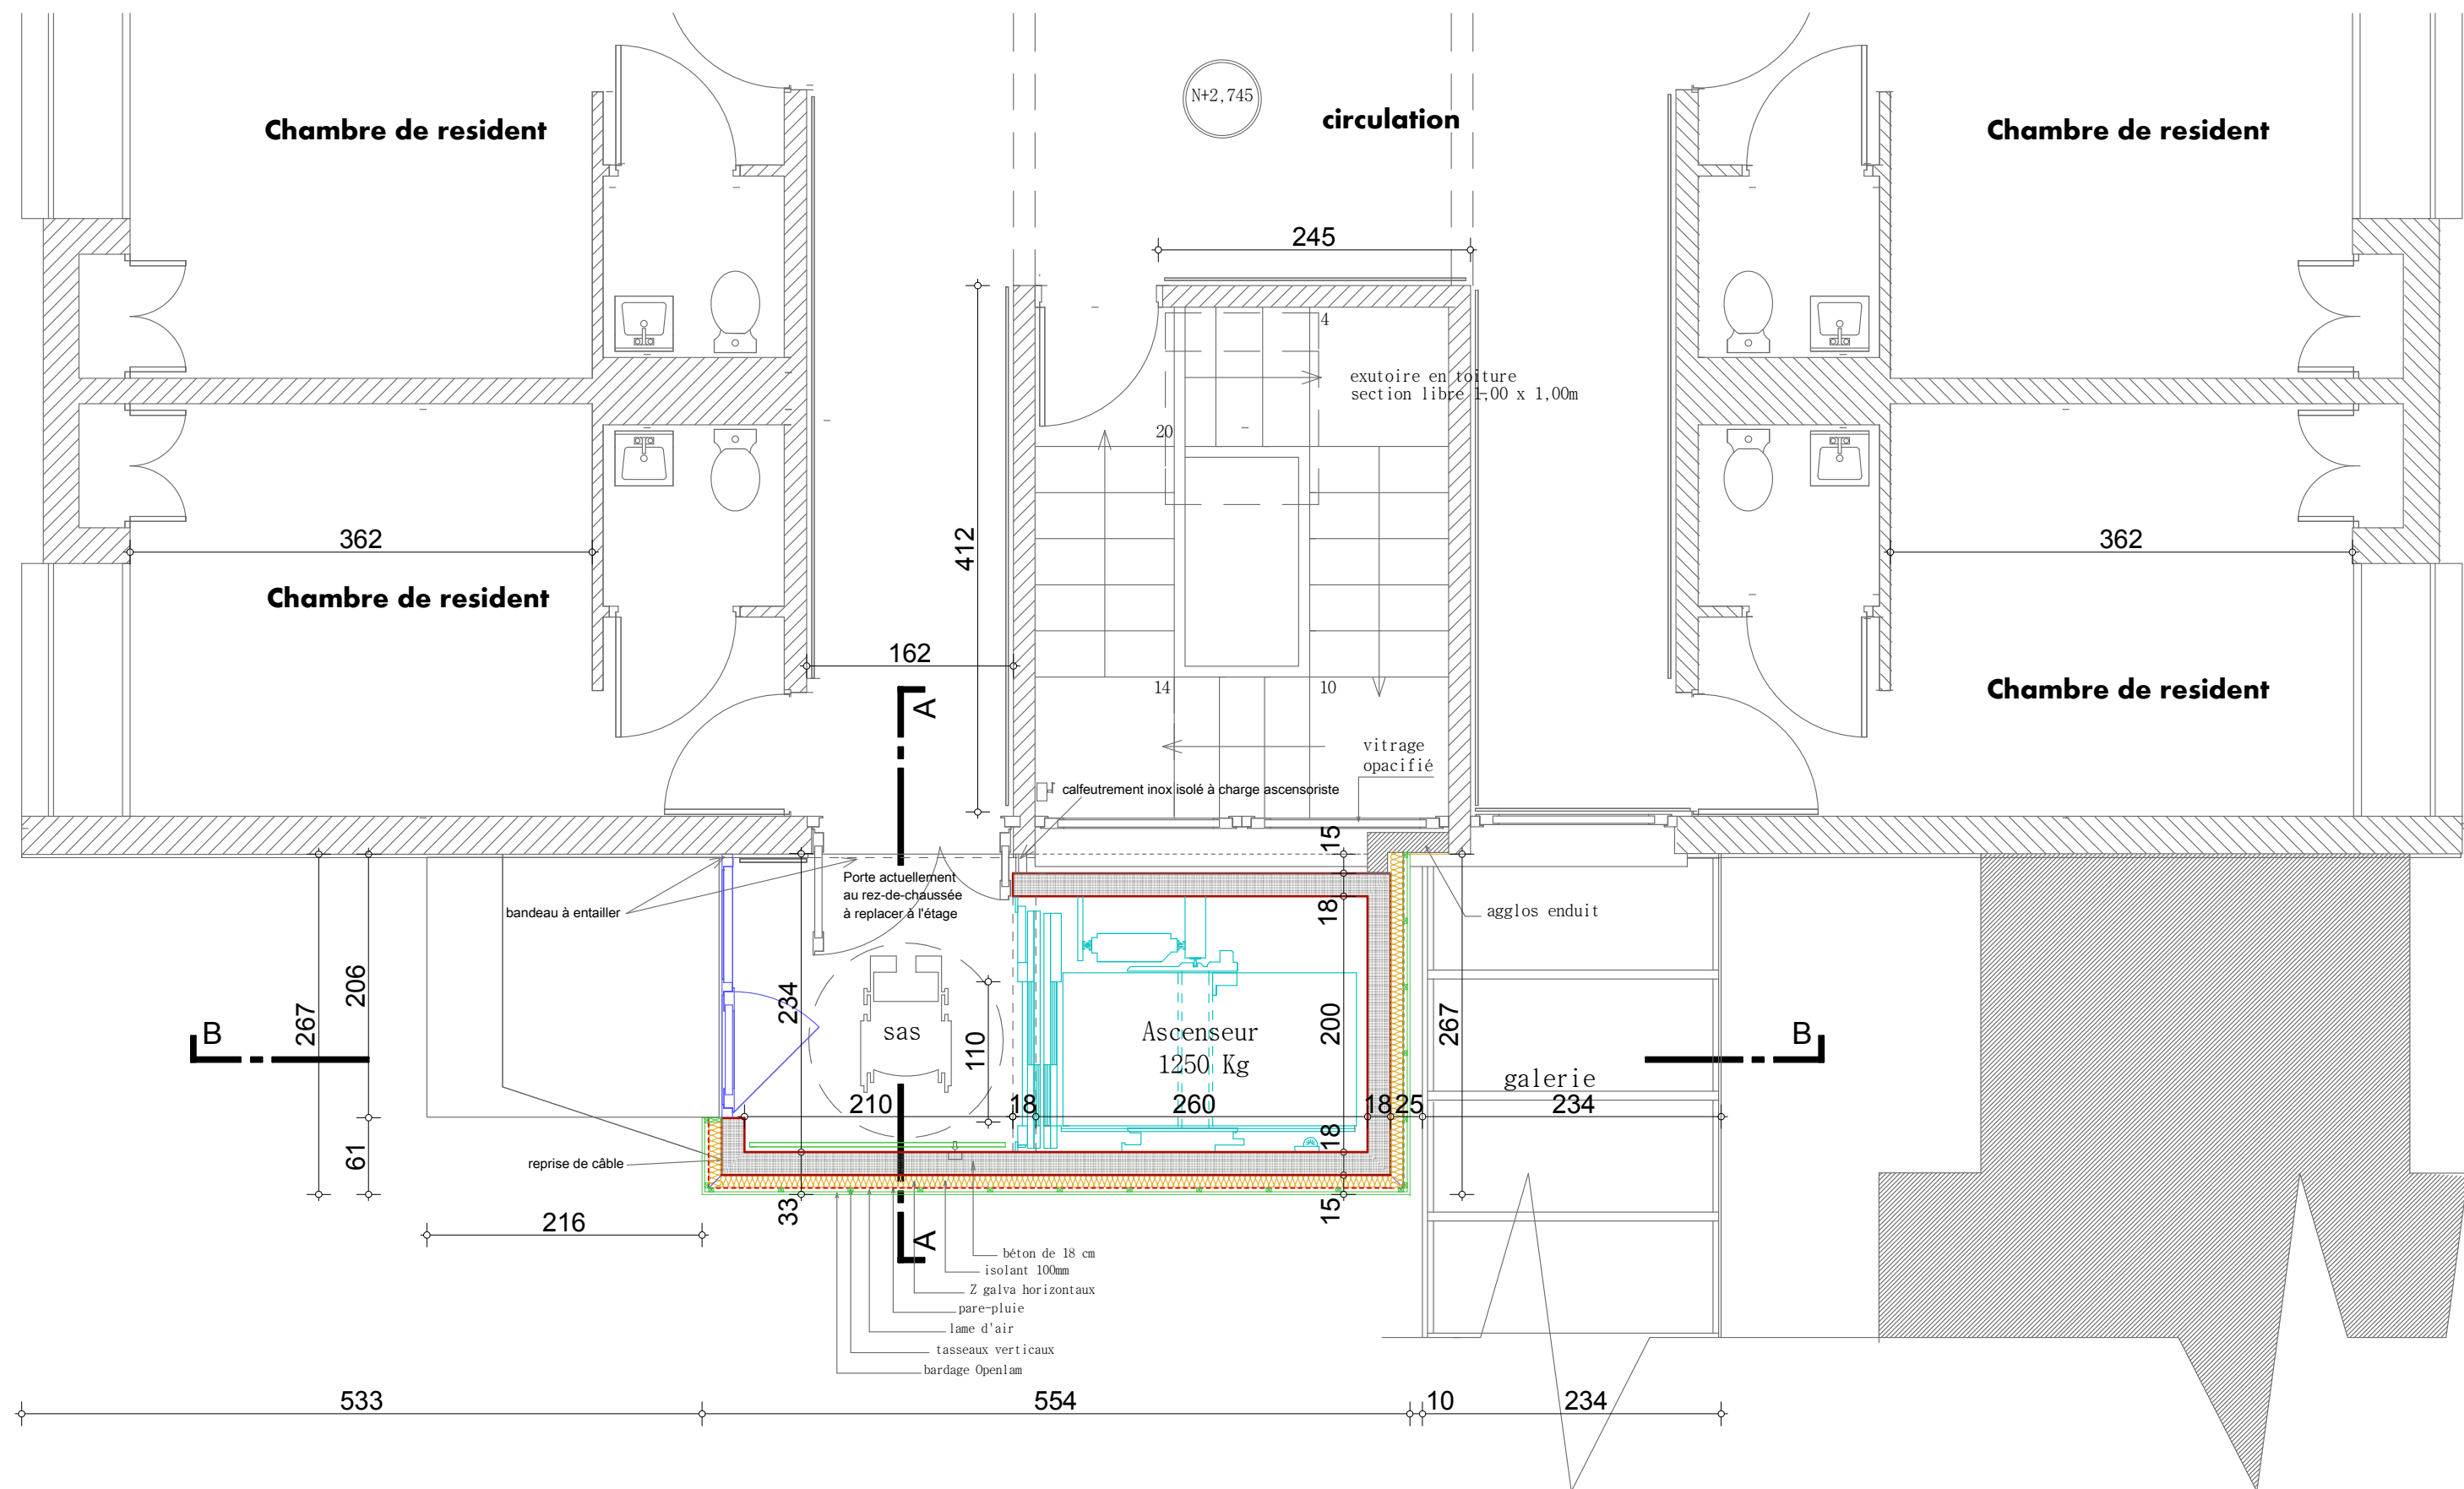 N+2,745
circulation
Chambre de resident
Chambre de resident
245
4
exutoire en toiture
section libre 1,00 x 1,00m
20
412
362
362
Chambre de resident
162
14
10
Chambre de resident
A
vitrage
opacifié
calfeutrement inox isolé à charge ascensoriste
15
Porte actuellement
au rez-de-chaussée
à replacer à l'étage
bandeau à entailler
18
agglos enduit
206
267
234
110
200
267
B
sas
Ascenseur
1250 Kg
B
galerie
210
18
260
18
25
234
18
61
reprise de câble
33
15
216
A
béton de 18 cm
isolant 100mm
Z galva horizontaux
pare-pluie
lame d'air
tasseaux verticaux
bardage Openlam
533
554
10
234